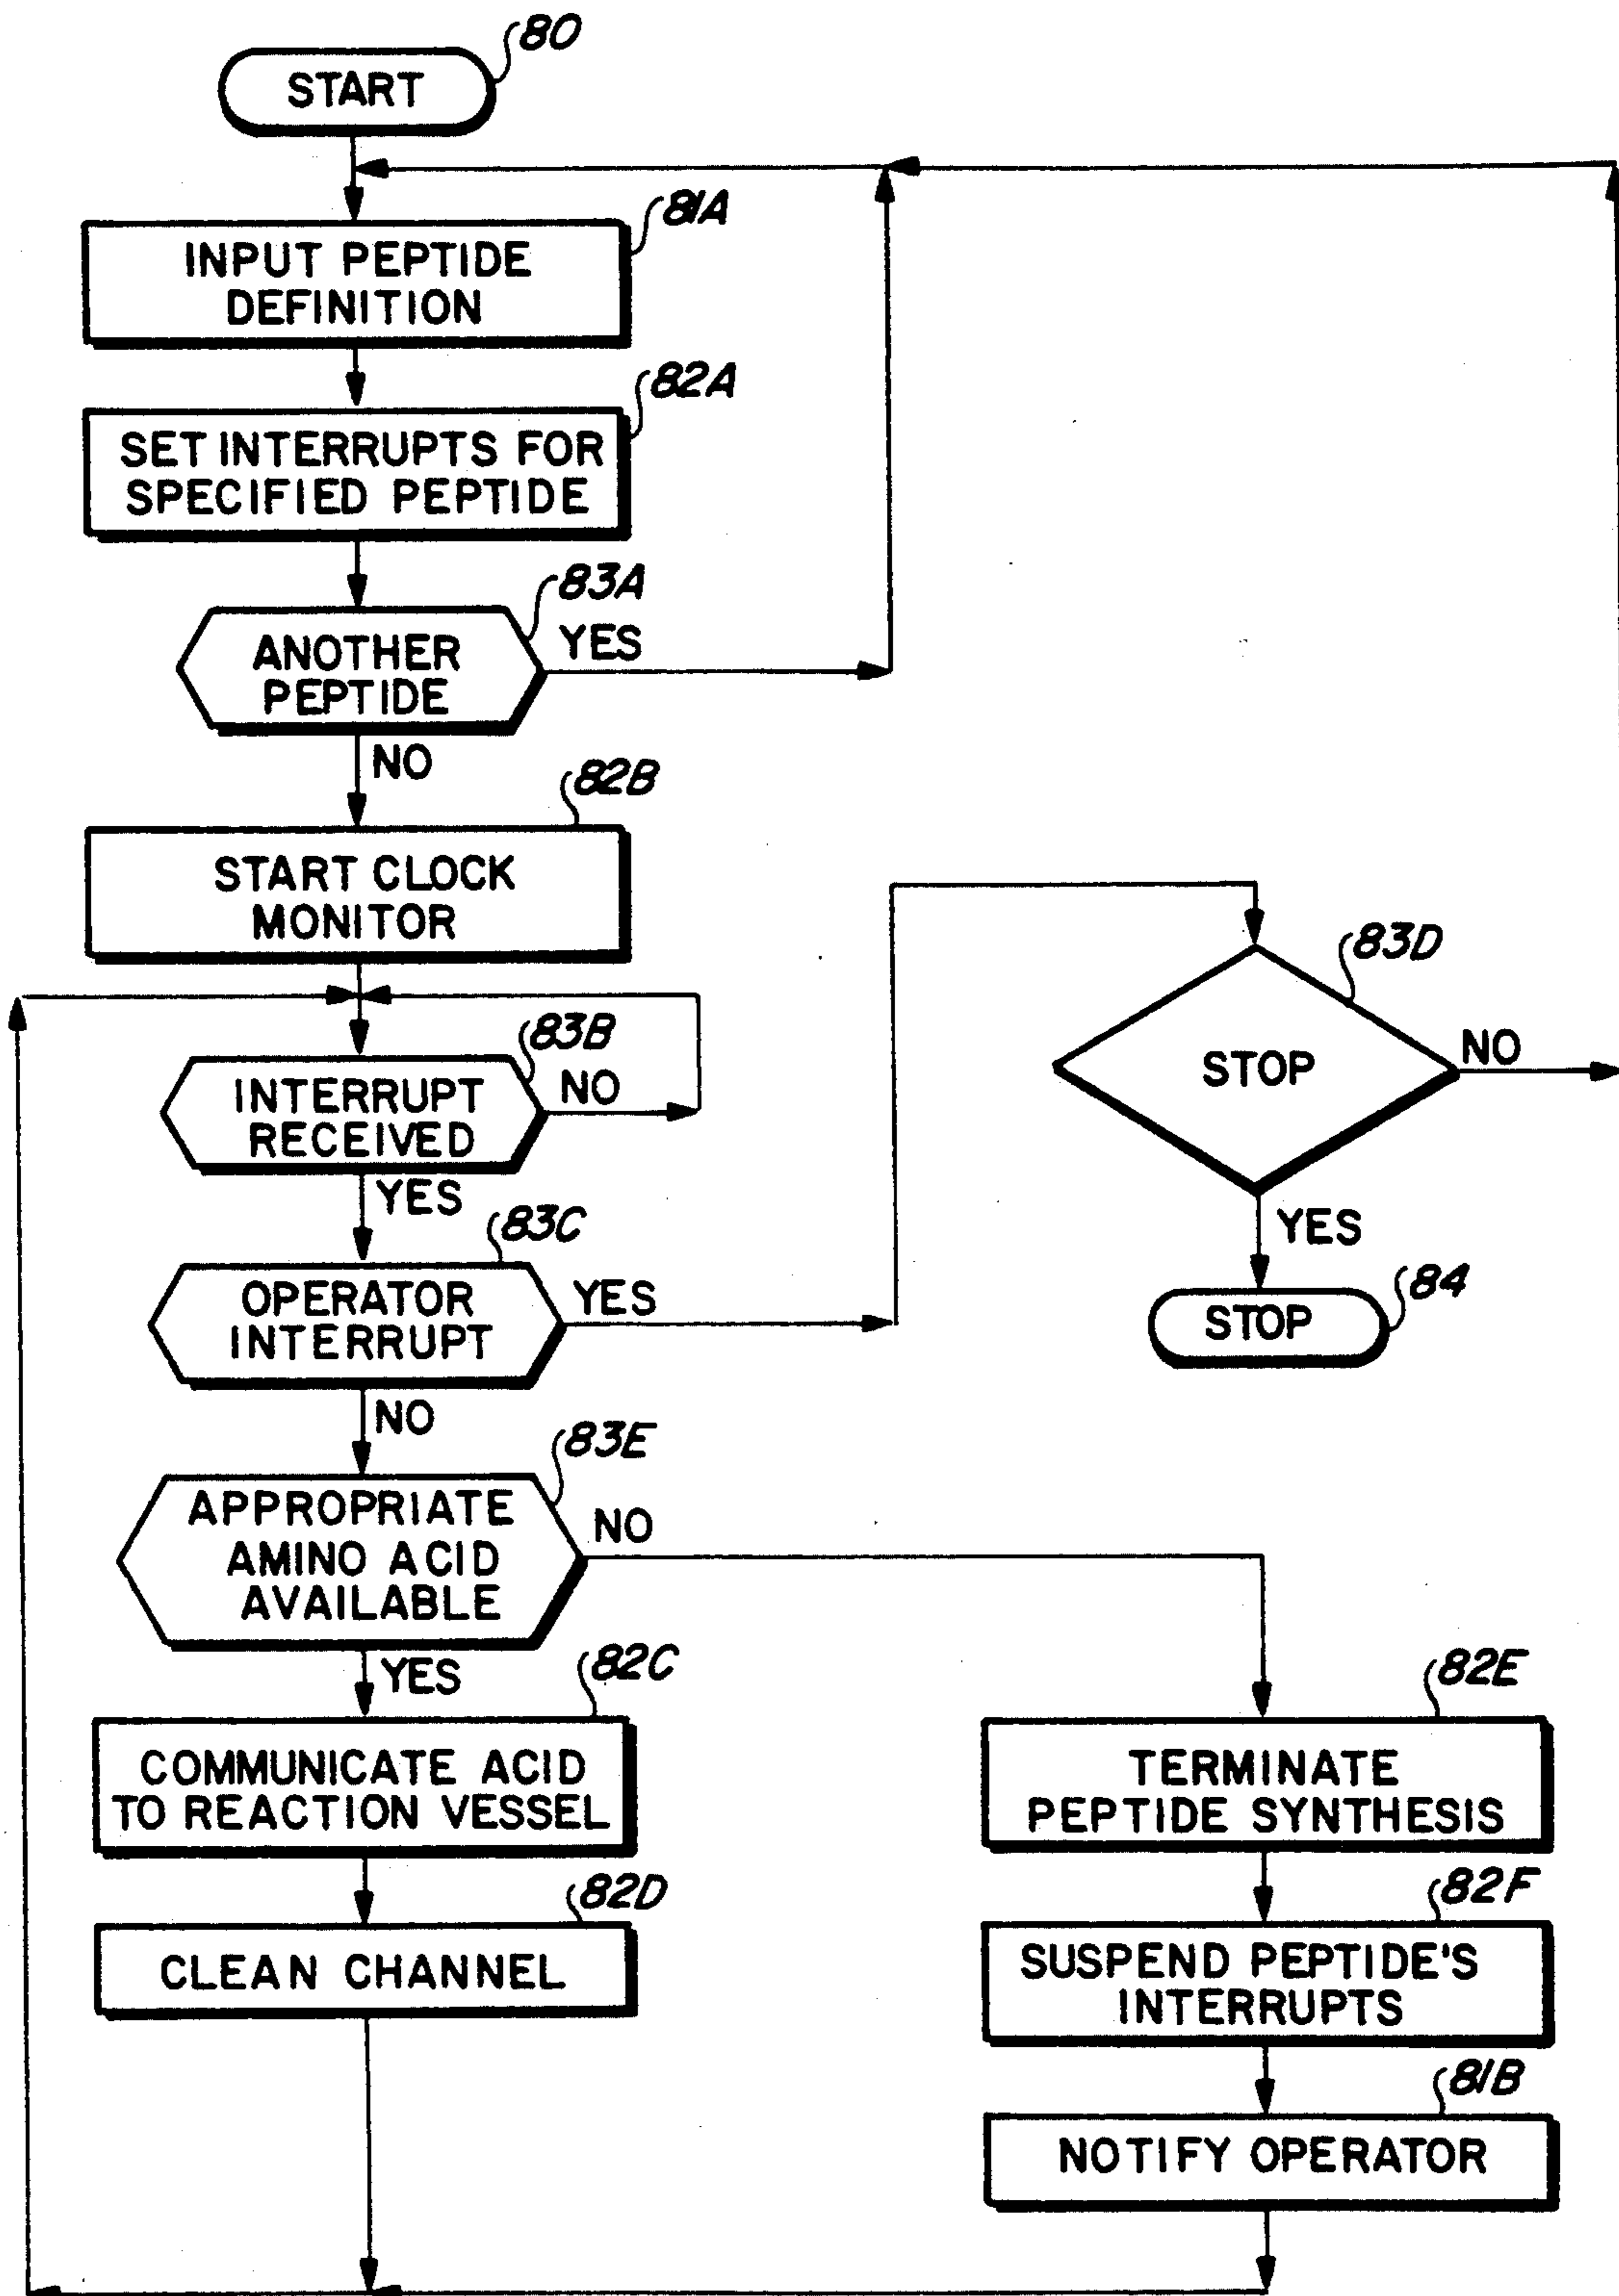 80
START
81A
INPUT PEPTIDE
DEFINITION
82A
SET INTERRUPTS FOR
SPECIFIED PEPTIDE
83A
ANOTHER
PEPTIDE
YES
NO
82B
START CLOCK
MONITOR
83B
INTERRUPT
RECEIVED
NO
YES
83C
OPERATOR
INTERRUPT
YES
NO
83D
STOP
NO
YES
84
STOP
83E
APPROPRIATE
AMINO ACID
AVAILABLE
NO
YES
82C
COMMUNICATE ACID
TO REACTION VESSEL
82D
CLEAN CHANNEL
82E
TERMINATE
PEPTIDE SYNTHESIS
82F
SUSPEND PEPTIDE'S
INTERRUPTS
81B
NOTIFY OPERATOR